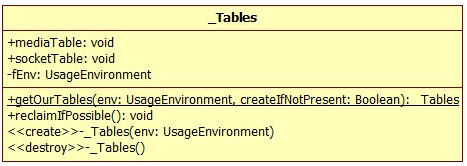 _Tables
+mediaTable: void
+socketTable: void
-fEnv: UsageEnvironment
+getOurTables(env: UsageEnvironment, createIfNotPresent: Boolean): _Tables
+reclaimIfPossible(): void
<<create>>-_Tables(env: UsageEnvironment)
<<destroy>>-_Tables()